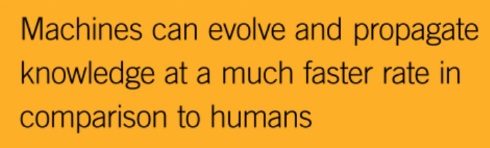 Machines can evolve and propagate
knowledge at a much faster rate in
comparison to humans